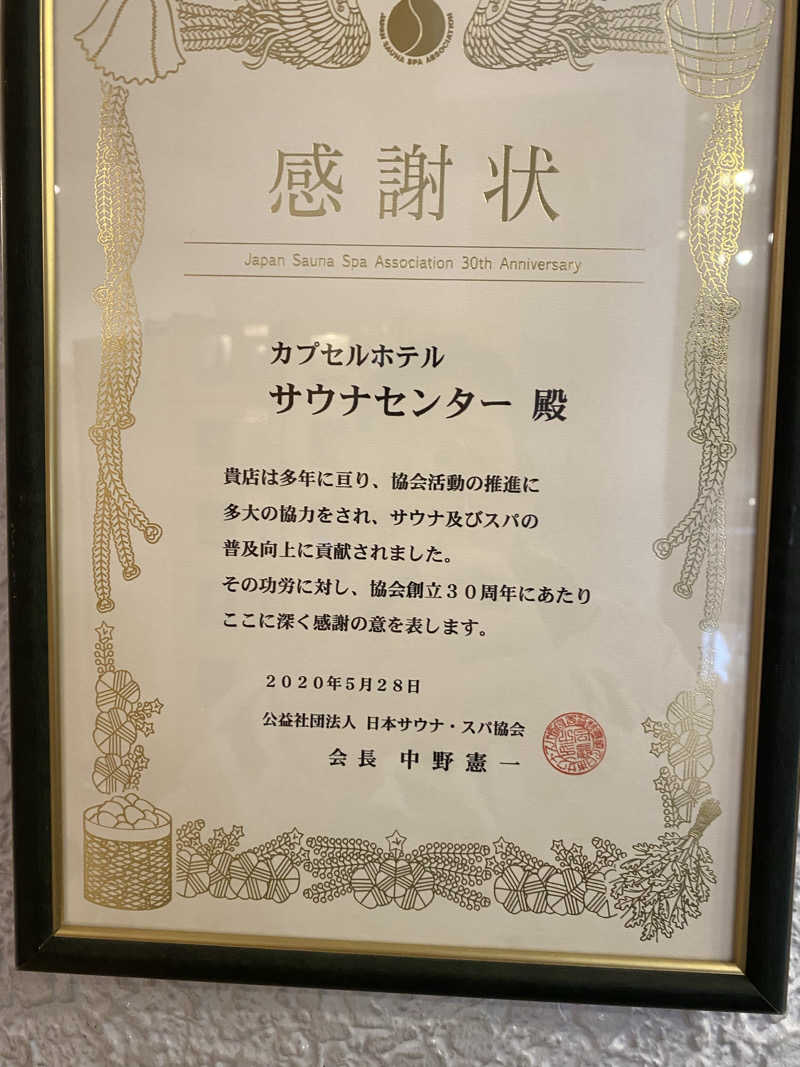 JAPAN SAUNA SPA ASSOCIATION
感謝状
Japan Sauna Spa Association 30th Anniversary
カプセルホテル
サウナセンター 殿
貴店は多年に亘り、協会活動の推進に
多大の協力をされ、サウナ及びスパの
普及向上に貢献されました。
その功労に対し、協会創立３０周年にあたり
ここに深く感謝の意を表します。
２０２０年５月２８日
公益社団法人 日本サウナ・スパ協会
会長 中野憲一